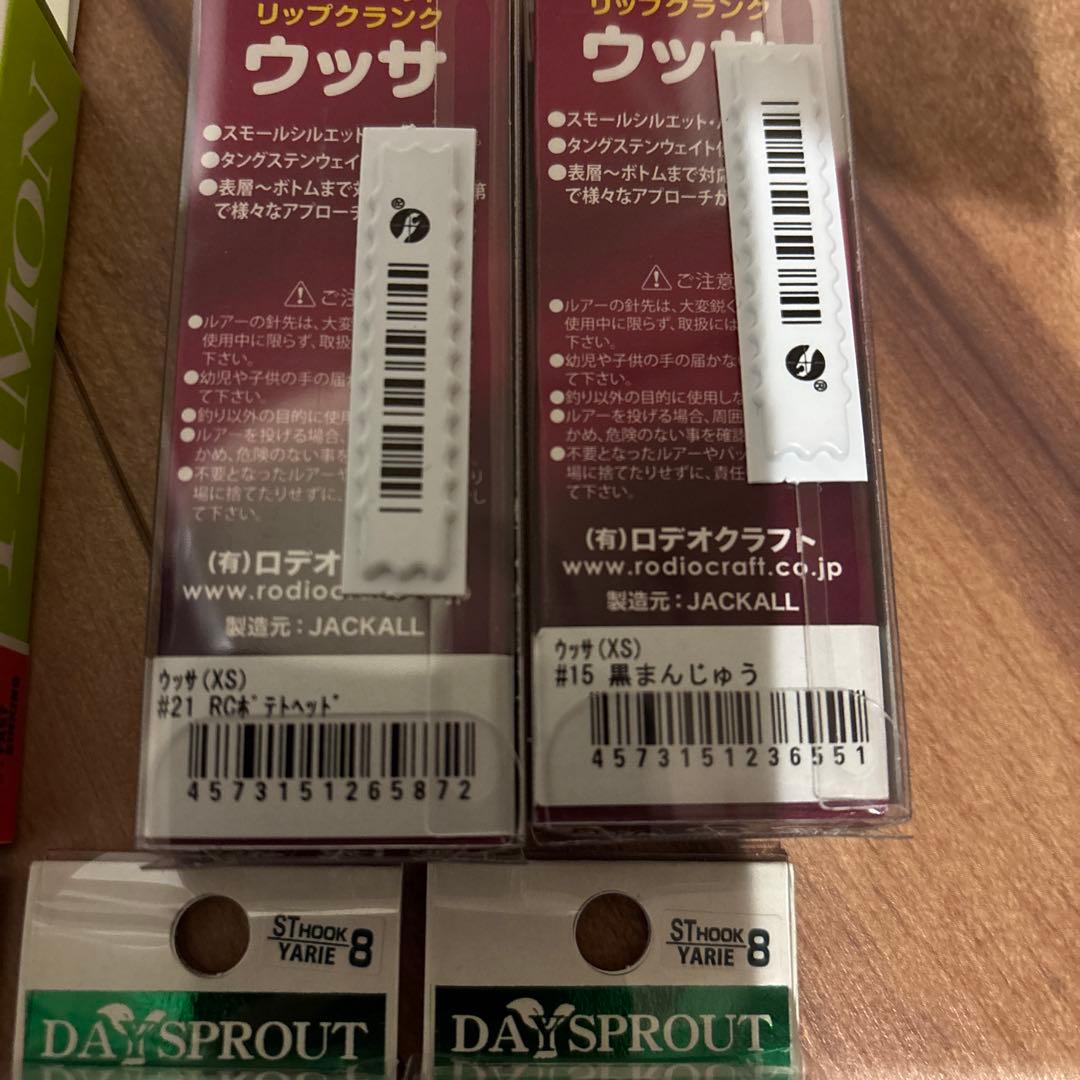 リップクランク
ウッサ
●スモールシルエット
●タングステンウェイ
●表層～ボトムまで対
で様々なアプローチ
第
ご注
●ルアーの針先は、大変
使用中に限らず、取扱
下さい。
●幼児や子供の手の届か
て下さい。
●釣り以外の目的に使用
●ルアーを投げる場合、
かめ、危険のない事を
●不要となったルアーや
場に捨てたりせずに、
て下さい。
(有)ロデオ
www.rodioc
.jp
製造元：JACKALL
ウッサ(XS)
#21 RCポテトヘッド
4573151265872
リップクランク
ウッサ
●スモールシルエット・
●タングステンウェイト
●表層～ボトムまで対応
で様々なアプローチが
ご注意
●ルアーの針先は、大変鋭く
使用中に限らず、取扱には
下さい。
●幼児や子供の手の届かない
て下さい。
●釣り以外の目的に使用しな
●ルアーを投げる場合、周囲
かめ、危険のない事を確認
●不要となったルアーやパッ
場に捨てたりせずに、責任
て下さい。
(有)ロデオクラフト
www.rodiocraft.co.jp
製造元：JACKALL
ウッサ(XS)
#15 黒まんじゅう
4573151236551
ST HOOK
YARIE 8
DAYSPROUT
ST HOOK
YARIE 8
DAYSPROUT